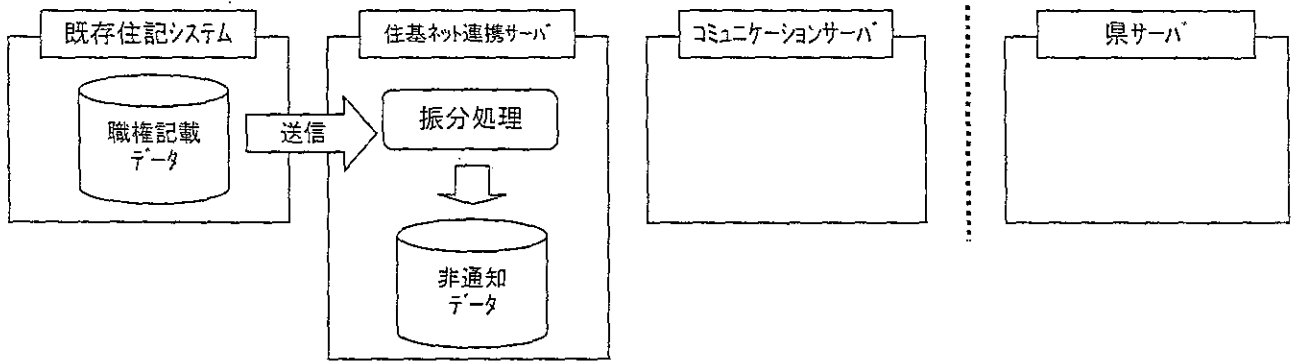 既存住記システム
職権記載
データ
送信
住基ネット連携サーバ
振分処理
非通知
データ
コミュニケーションサーバ
県サーバ